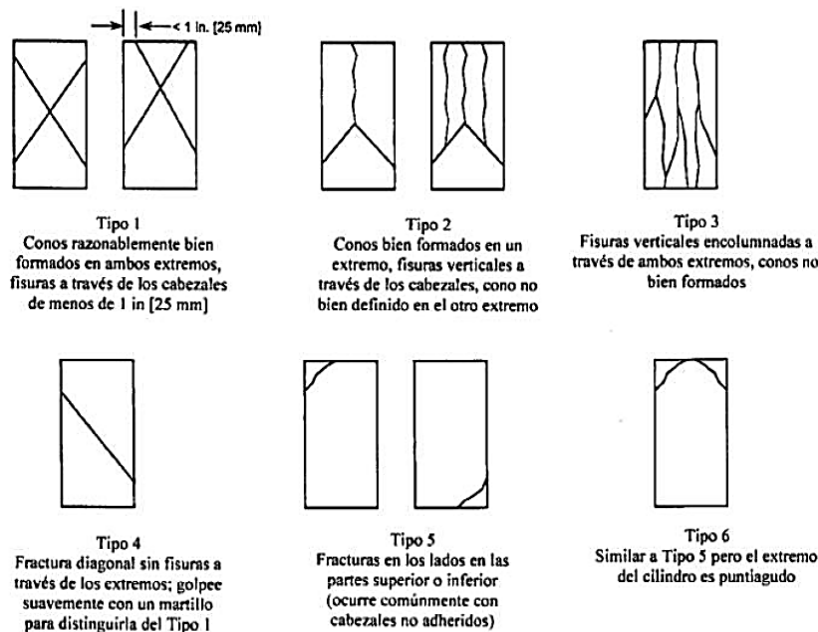 < 1 in. [25 mm]
Tipo 1
Conos razonablemente bien
formados en ambos extremos,
fisuras a través de los cabezales
de menos de 1 in [25 mm]
Tipo 2
Conos bien formados en un
extremo, fisuras verticales a
través de los cabezales, cono no
bien definido en el otro extremo
Tipo 3
Fisuras verticales encolumnadas a
través de ambos extremos, conos no
bien formados
Tipo 4
Fractura diagonal sin fisuras a
través de los extremos; golpee
suavemente con un martillo
para distinguirla del Tipo 1
Tipo 5
Fracturas en los lados en las
partes superior o inferior
(ocurre comúnmente con
cabezales no adheridos)
Tipo 6
Similar a Tipo 5 pero el extremo
del cilindro es puntiagudo